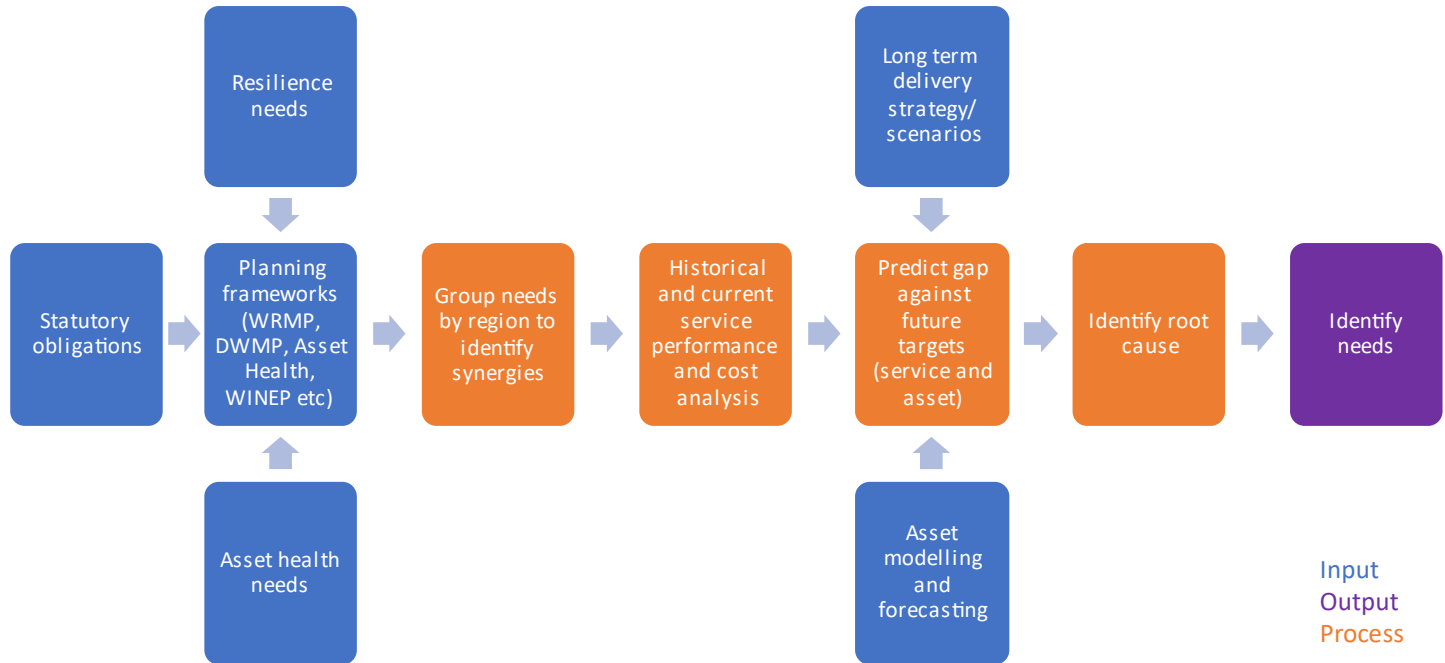 Resilience
needs
Long term
delivery
strategy/
scenarios
Statutory
obligations
Planning
frameworks
(WRMP,
DWMP, Asset
Health,
WINEP etc)
Group needs
by region to
identify
synergies
Historical
and current
service
performance
and cost
analysis
Predict gap
against
future
targets
(service and
asset)
Identify root
cause
Identify
needs
Asset health
needs
Asset
modelling
and
forecasting
Input
Output
Process